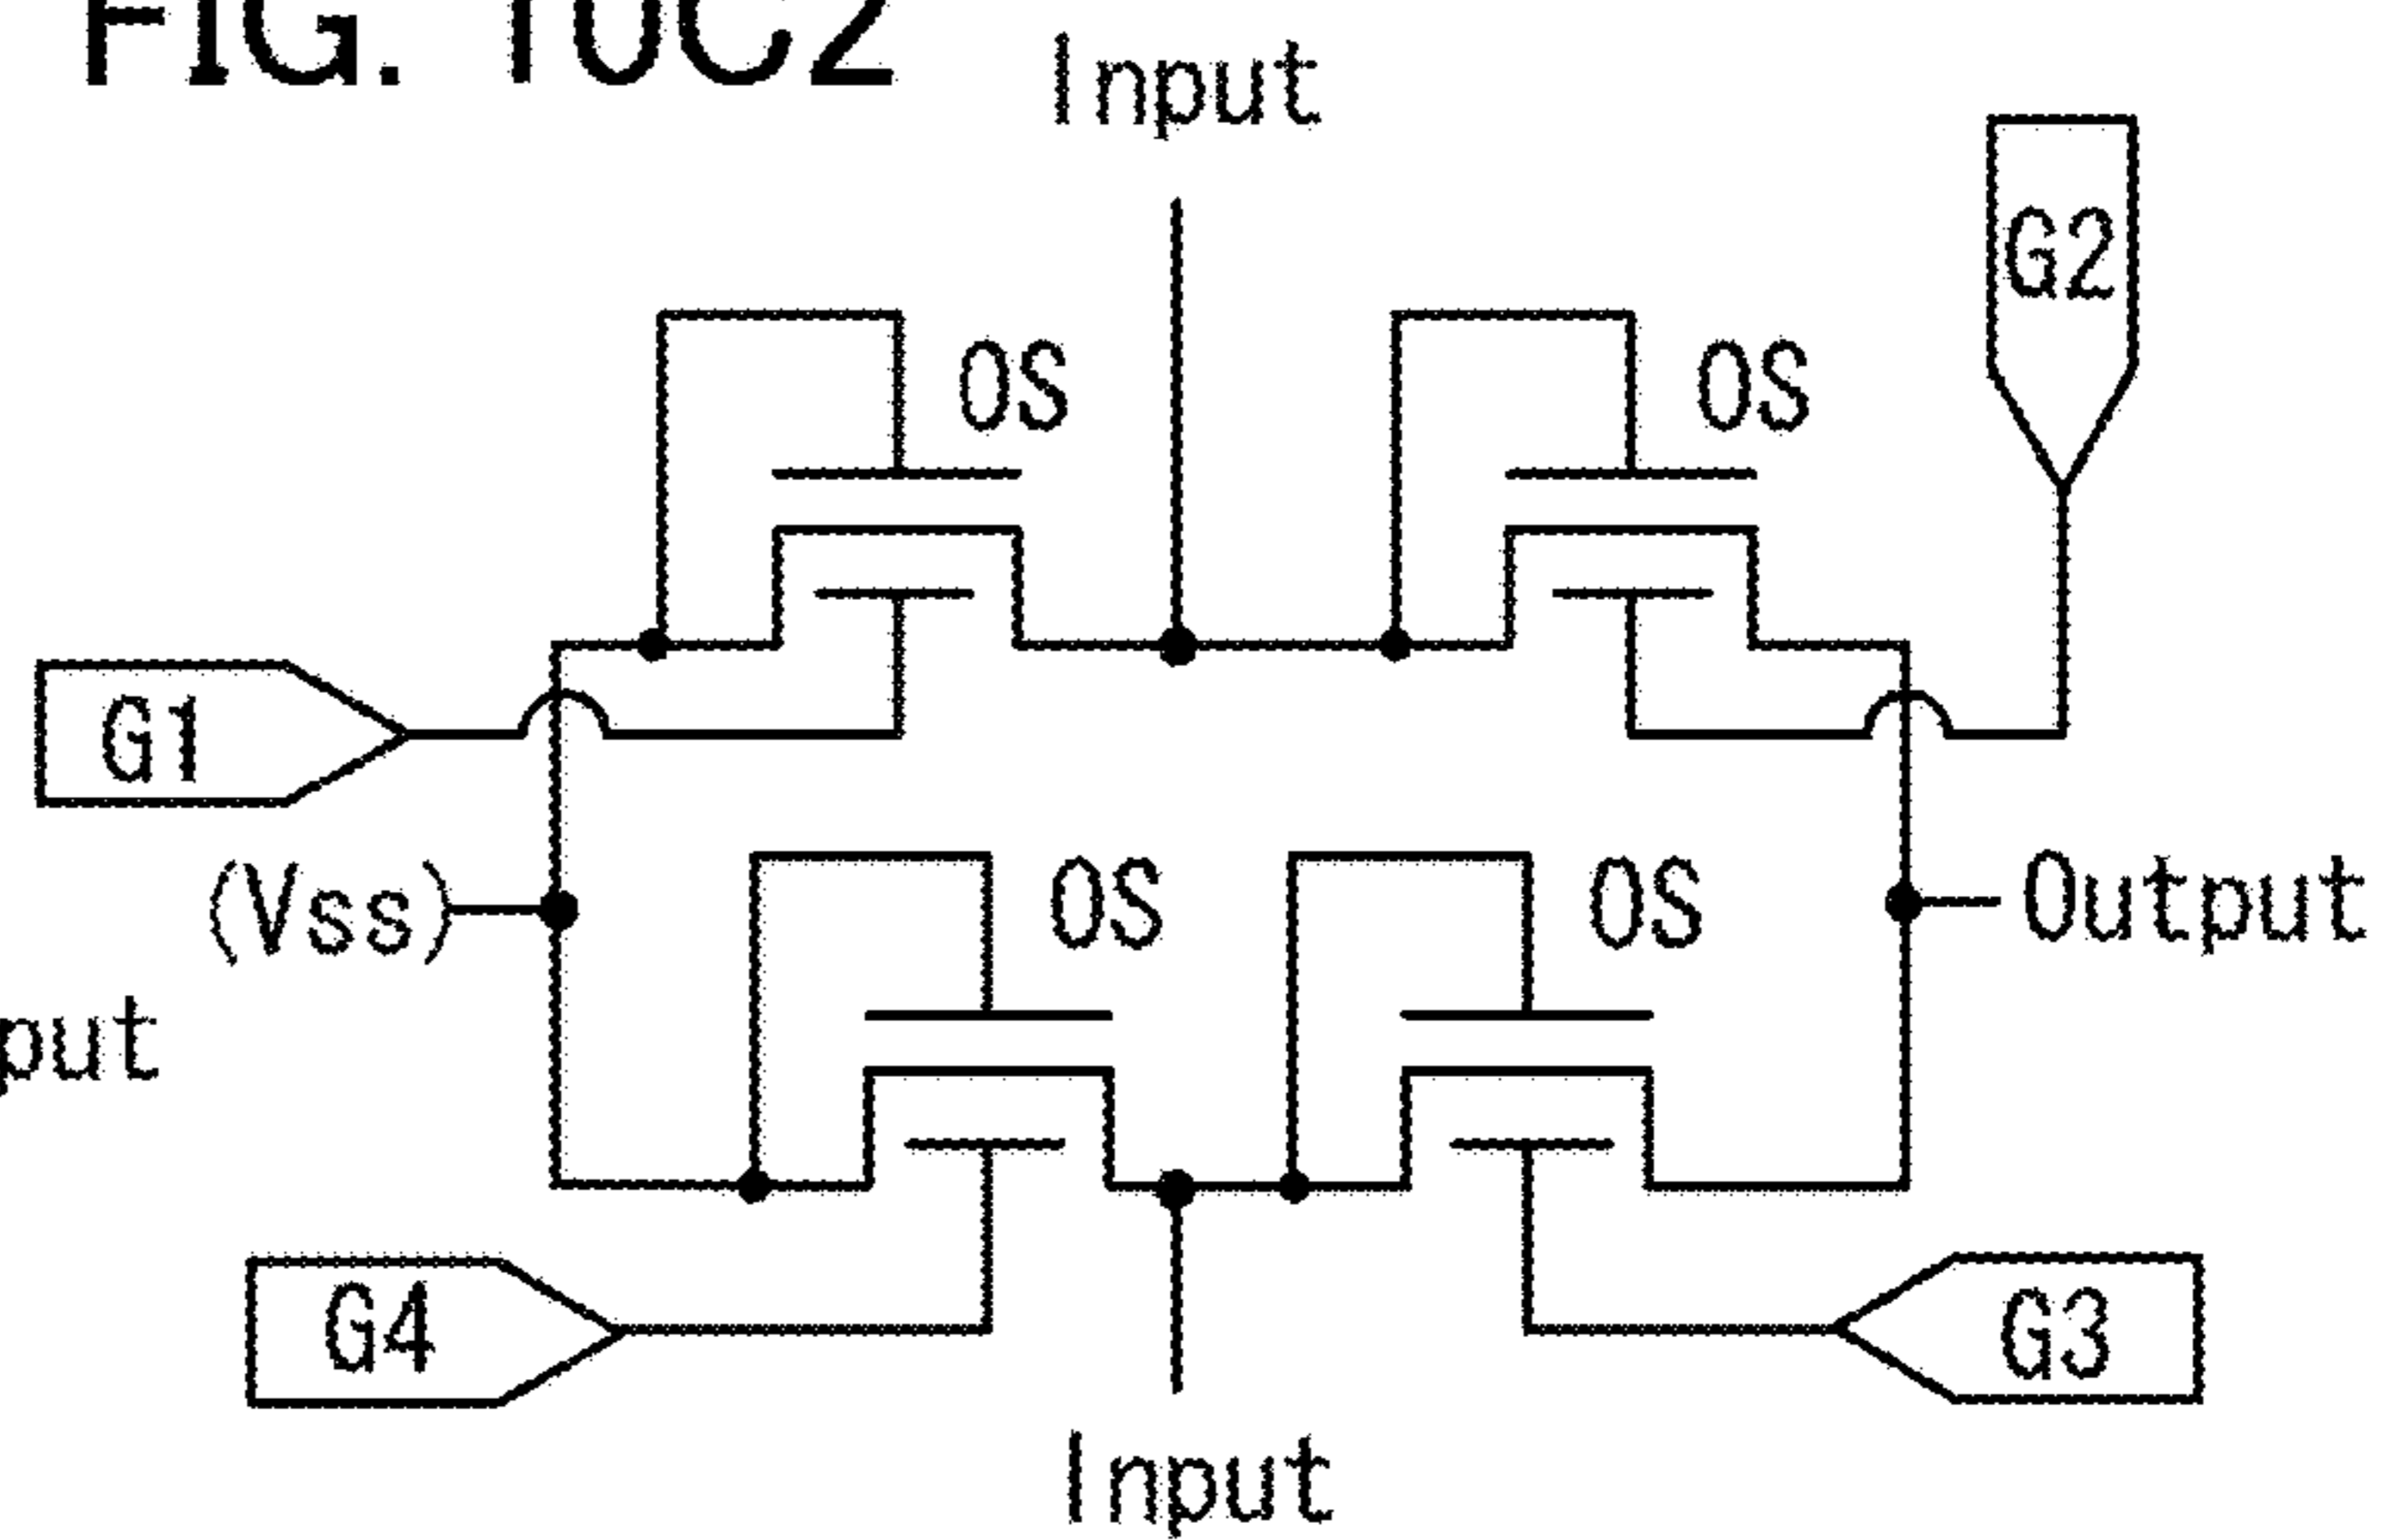 FIG. 10C2
Input
G2
OS
OS
G1
(Vss)
OS
OS
Output
put
G4
G3
Input